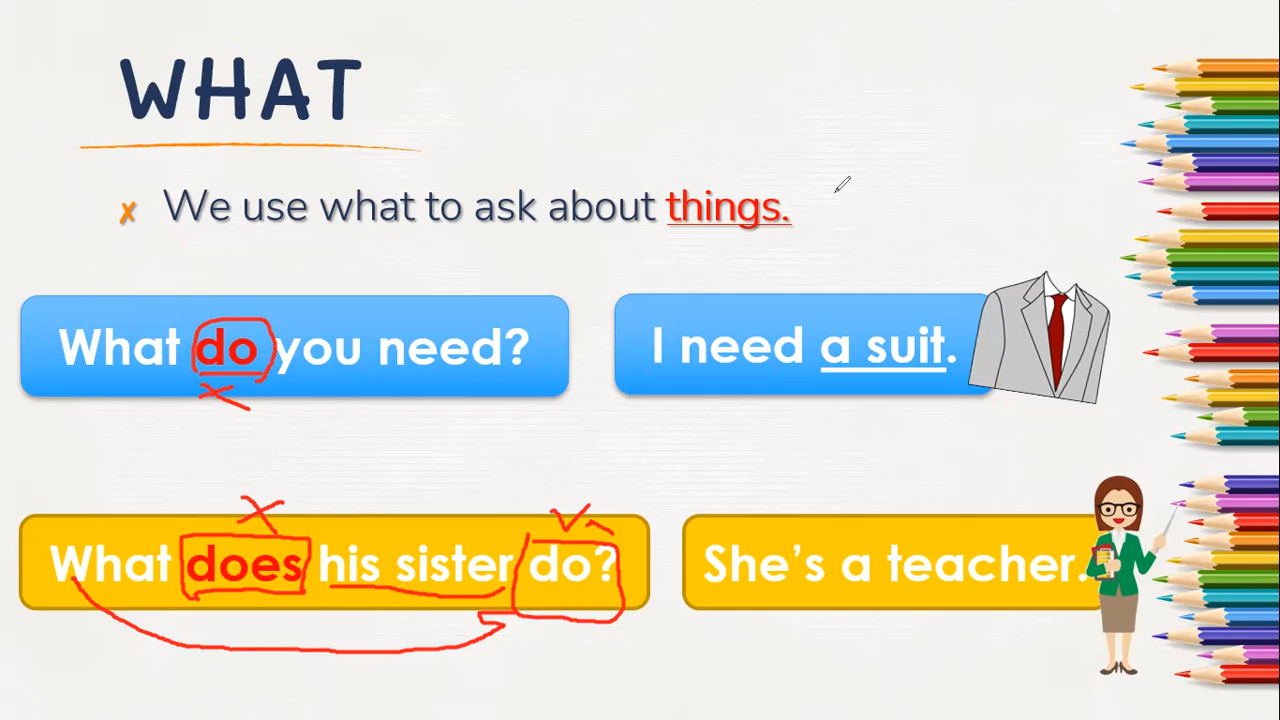 WHAT
We use what to ask about things.
What do you need?
I need a suit.
What does his sister do?
She's a teacher.